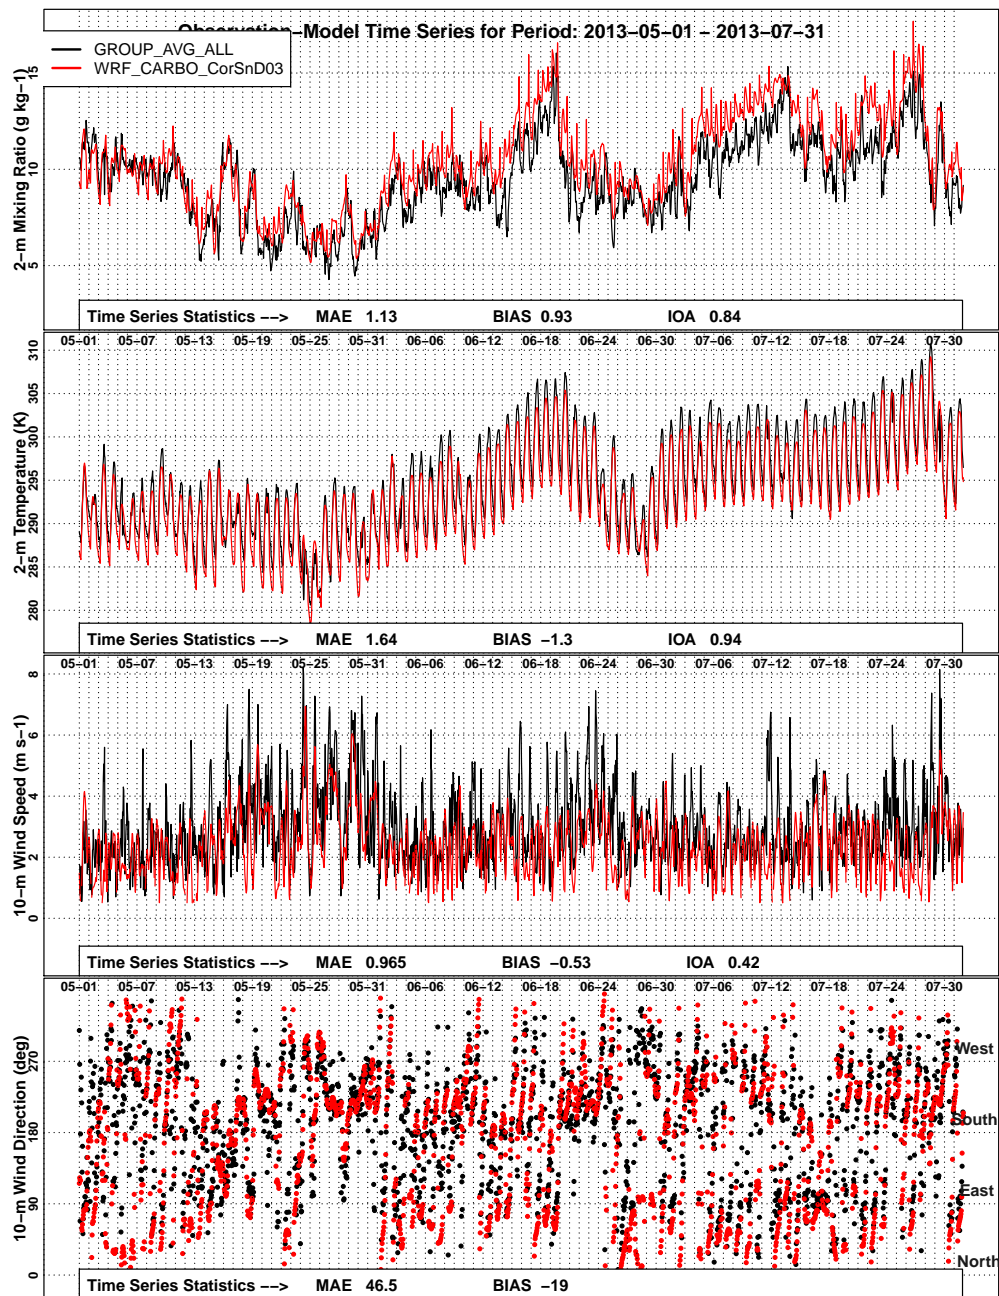 Observation−Model Time Series for Period: 2013−05−01 − 2013−07−31
GROUP_AVG_ALL
WRF_CARBO_CorSnD03
2−m Mixing Ratio (g kg−1)
15
10
5
Time Series Statistics −−> MAE 1.13 BIAS 0.93 IOA 0.84
05−01 05−07 05−13 05−19 05−25 05−31 06−06 06−12 06−18 06−24 06−30 07−06 07−12 07−18 07−24 07−30
2−m Temperature (K)
310
305
300
295
290
285
280
Time Series Statistics −−> MAE 1.64 BIAS −1.3 IOA 0.94
05−01 05−07 05−13 05−19 05−25 05−31 06−06 06−12 06−18 06−24 06−30 07−06 07−12 07−18 07−24 07−30
10−m Wind Speed (m s−1)
8
6
4
2
0
Time Series Statistics −−> MAE 0.965 BIAS −0.53 IOA 0.42
05−01 05−07 05−13 05−19 05−25 05−31 06−06 06−12 06−18 06−24 06−30 07−06 07−12 07−18 07−24 07−30
10−m Wind Direction (deg)
270
180
90
0
West
South
East
North
Time Series Statistics −−> MAE 46.5 BIAS −19